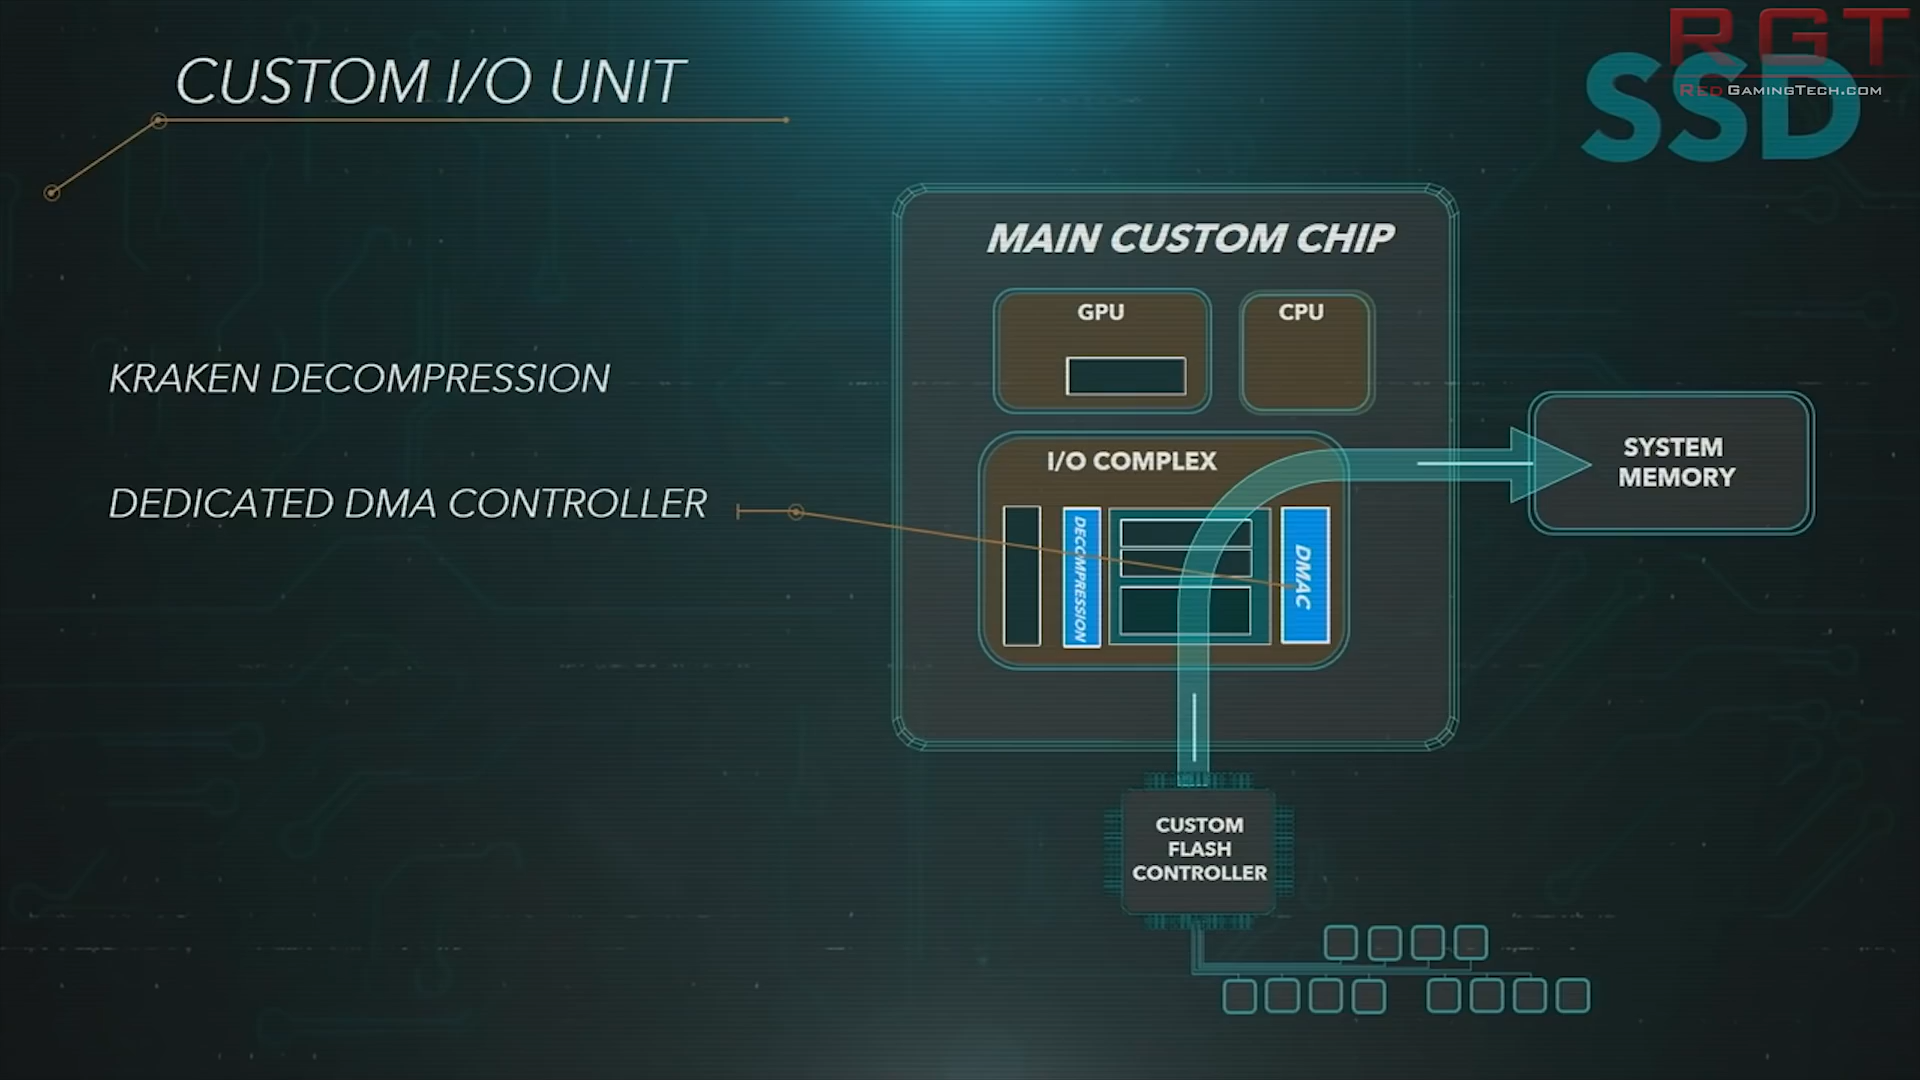 CUSTOM I/O UNIT
RGT
REDGAMINGTECH.COM
SSD
MAIN CUSTOM CHIP
GPU
CPU
KRAKEN DECOMPRESSION
DEDICATED DMA CONTROLLER
I/O COMPLEX
DECOMPRESSION
DMAC
SYSTEM
MEMORY
CUSTOM
FLASH
CONTROLLER